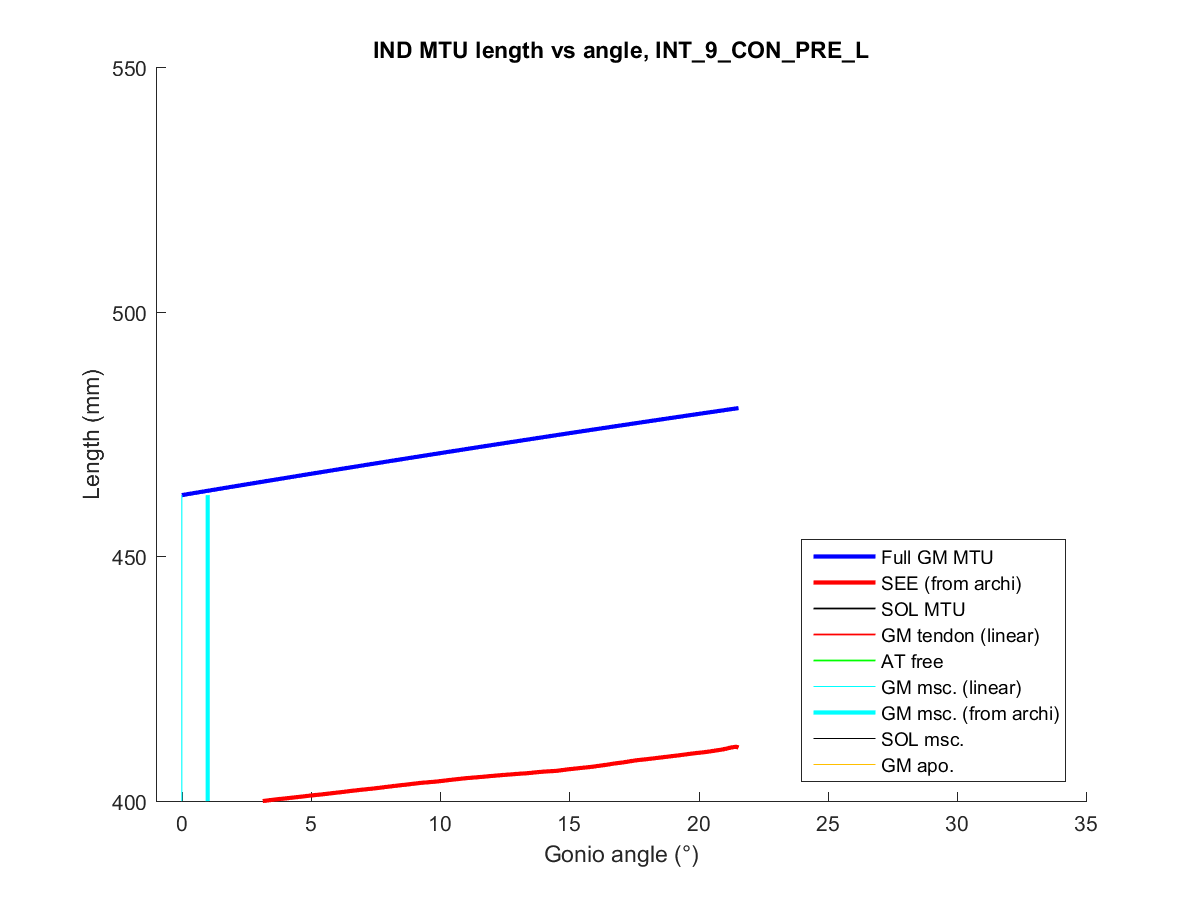 IND MTU length vs angle, INT_9_CON_PRE_L
550
500
450
400
Length (mm)
0 5 10 15 20 25 30 35
Gonio angle (°)
Full GM MTU
SEE (from archi)
SOL MTU
GM tendon (linear)
AT free
GM msc. (linear)
GM msc. (from archi)
SOL msc.
GM apo.